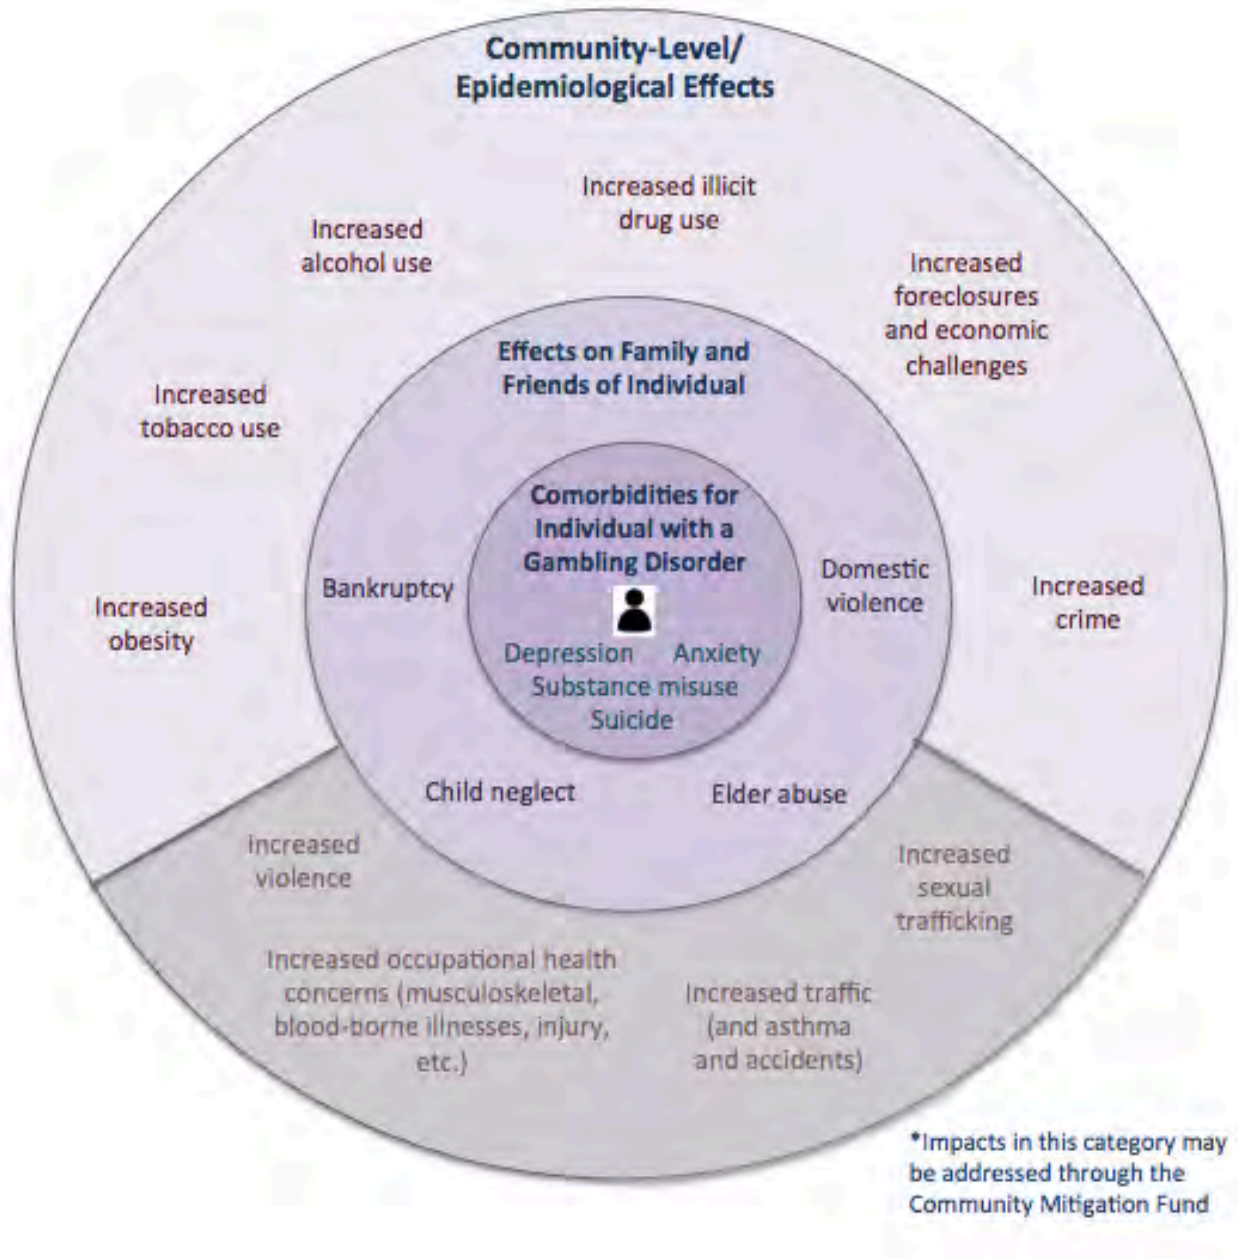 Community-Level/
Epidemiological Effects
Increased illicit
drug use
Increased
alcohol use
Increased
foreclosures
and economic
challenges
Effects on Family and
Friends of Individual
Increased
tobacco use
Comorbidities for
Individual with a
Gambling Disorder
Bankruptcy
Domestic
violence
Increased
obesity
Increased
crime
Depression Anxiety
Substance misuse
Suicide
Child neglect
Elder abuse
Increased
violence
Increased
sexual
trafficking
Increased occupational health
concerns (musculoskeletal,
blood-borne illnesses, injury,
etc.)
Increased traffic
(and asthma
and accidents)
*Impacts in this category may
be addressed through the
Community Mitigation Fund